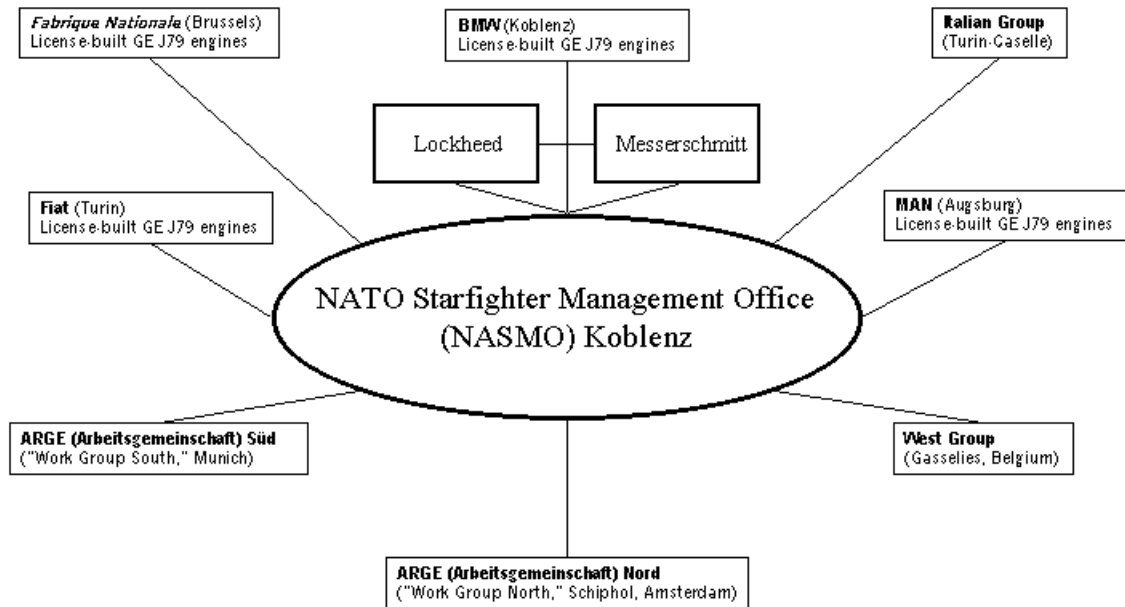 Fabrique Nationale (Brussels)
License-built GE J79 engines
BMW (Koblenz)
License-built GE J79 engines
Italian Group
(Turin-Caselle)
Lockheed
Messerschmitt
Fiat (Turin)
License-built GE J79 engines
MAN (Augsburg)
License-built GE J79 engines
NATO Starfighter Management Office
(NASMO) Koblenz
ARGE (Arbeitsgemeinschaft) Süd
("Work Group South," Munich)
West Group
(Gasselies, Belgium)
ARGE (Arbeitsgemeinschaft) Nord
("Work Group North," Schiphol, Amsterdam)